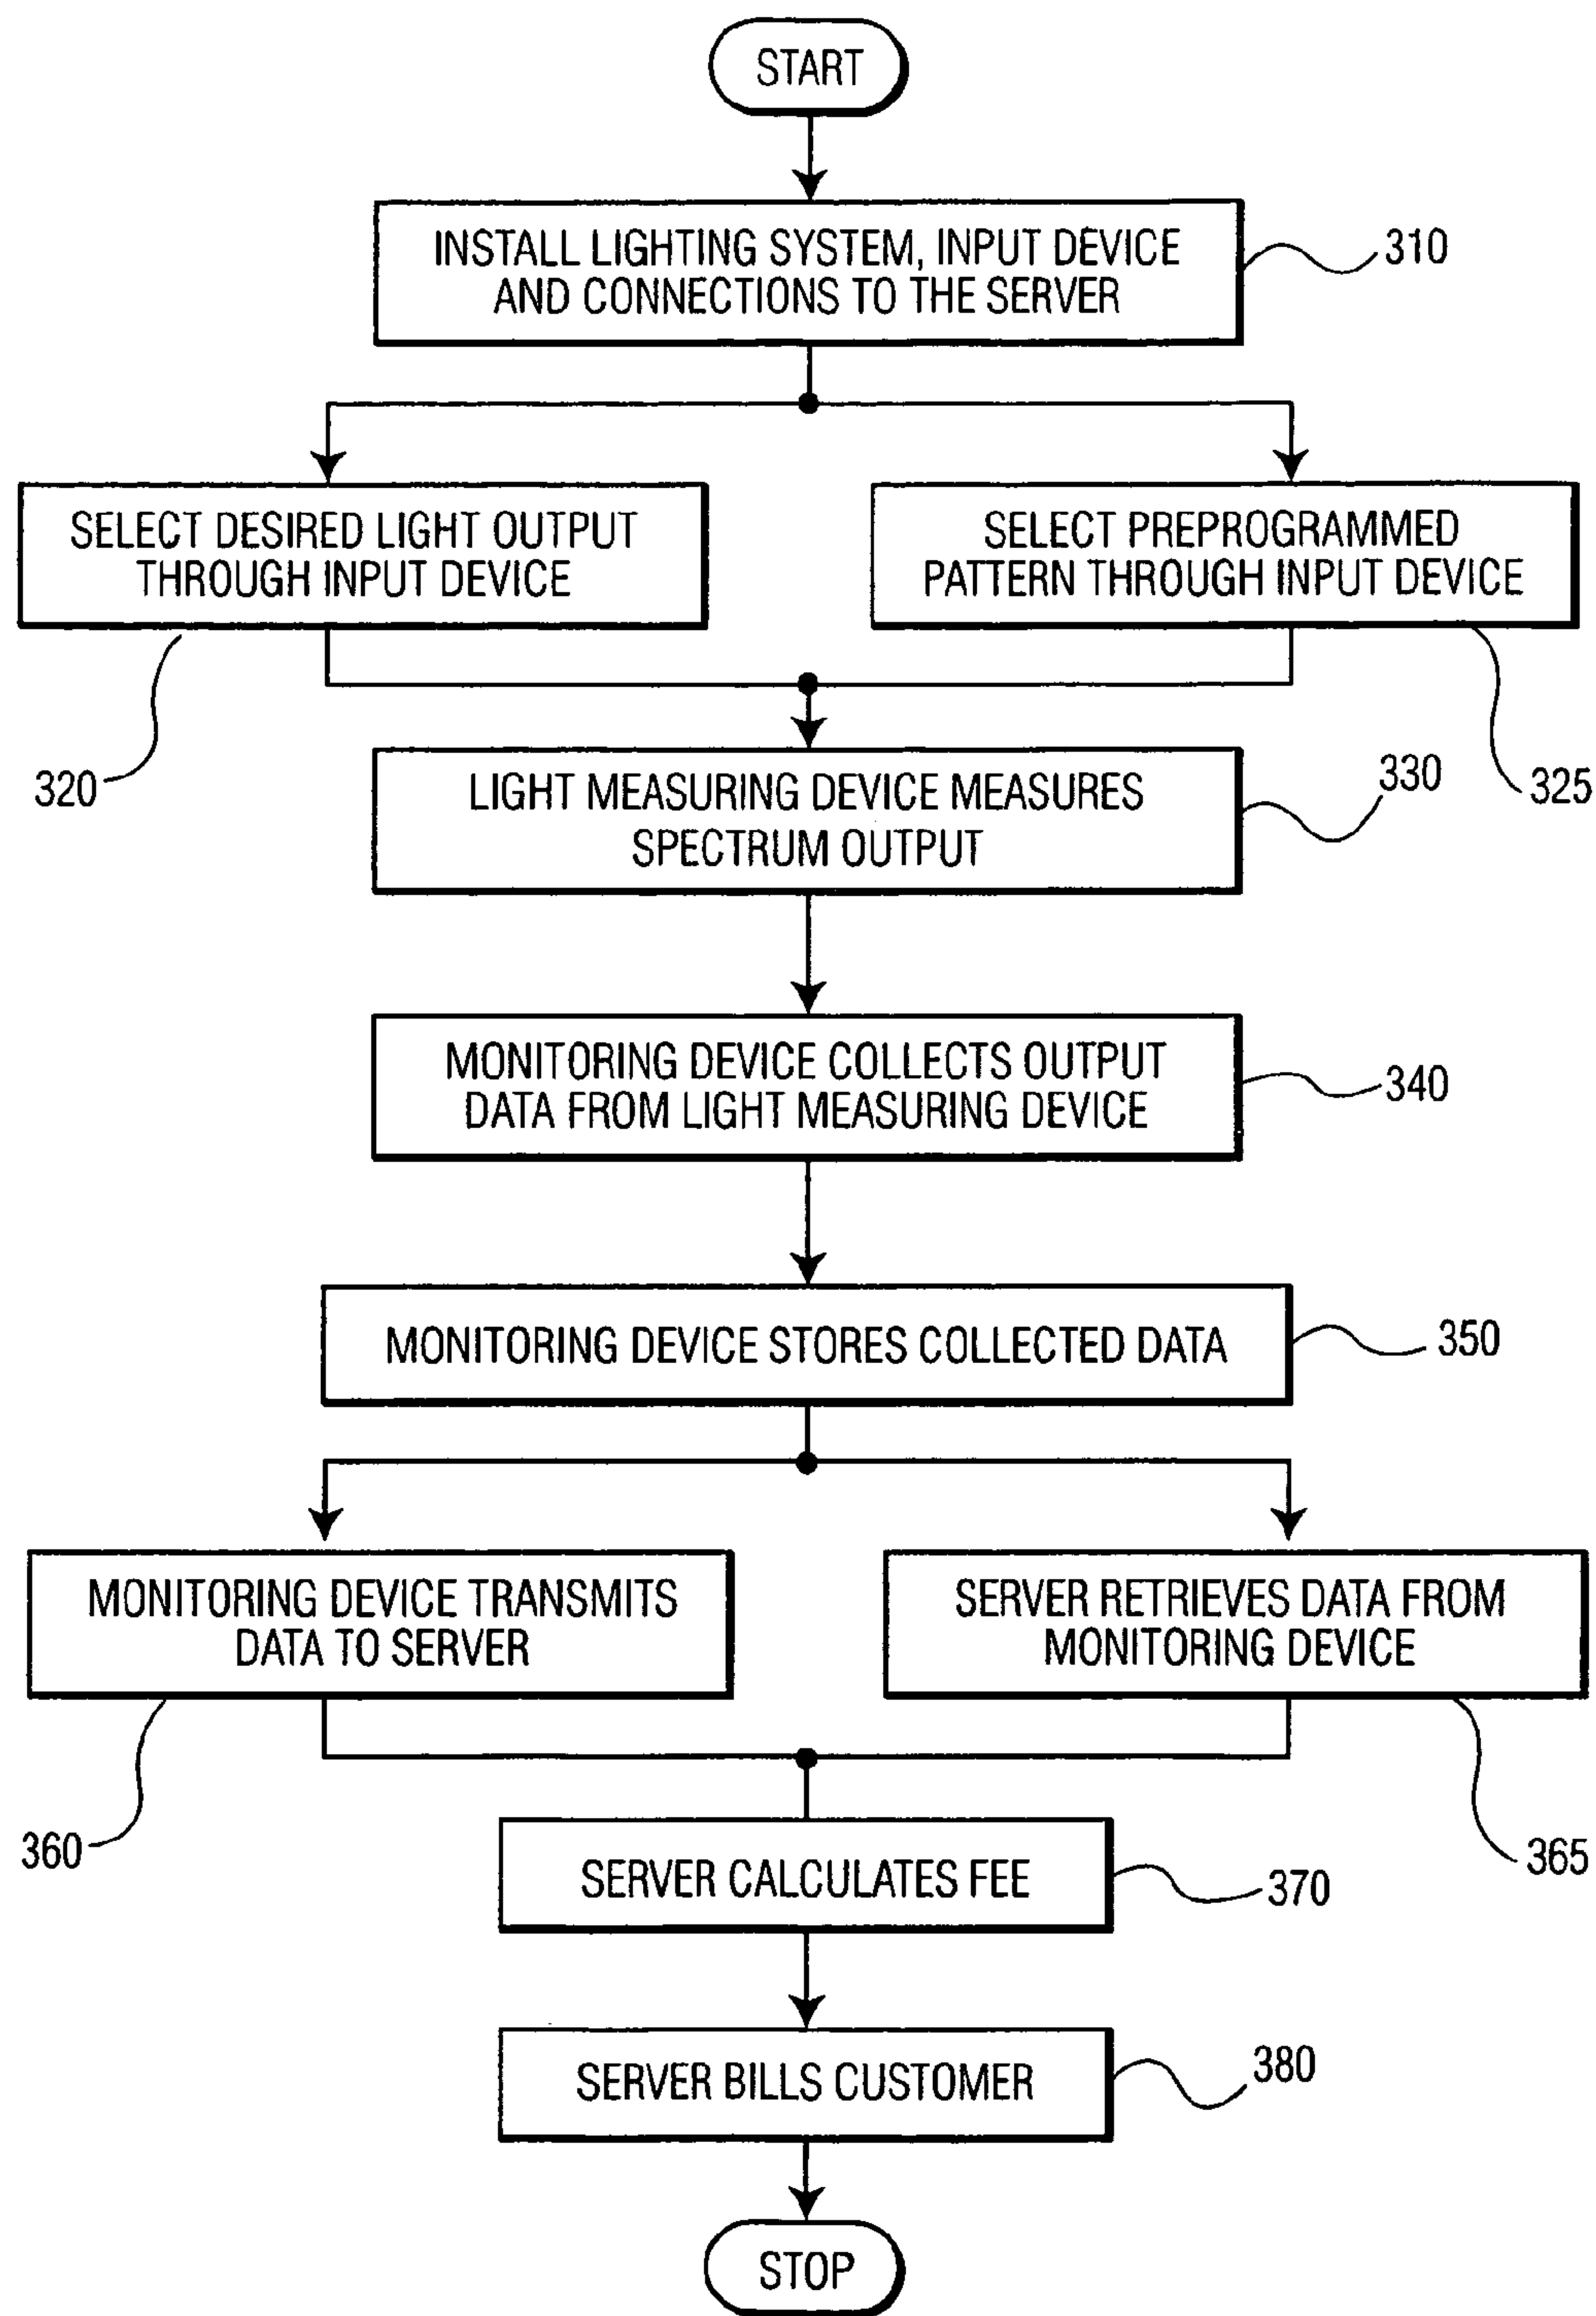 START
INSTALL LIGHTING SYSTEM, INPUT DEVICE
AND CONNECTIONS TO THE SERVER
310
SELECT DESIRED LIGHT OUTPUT
THROUGH INPUT DEVICE
SELECT PREPROGRAMMED
PATTERN THROUGH INPUT DEVICE
320
325
LIGHT MEASURING DEVICE MEASURES
SPECTRUM OUTPUT
330
MONITORING DEVICE COLLECTS OUTPUT
DATA FROM LIGHT MEASURING DEVICE
340
MONITORING DEVICE STORES COLLECTED DATA
350
MONITORING DEVICE TRANSMITS
DATA TO SERVER
SERVER RETRIEVES DATA FROM
MONITORING DEVICE
360
365
SERVER CALCULATES FEE
370
SERVER BILLS CUSTOMER
380
STOP